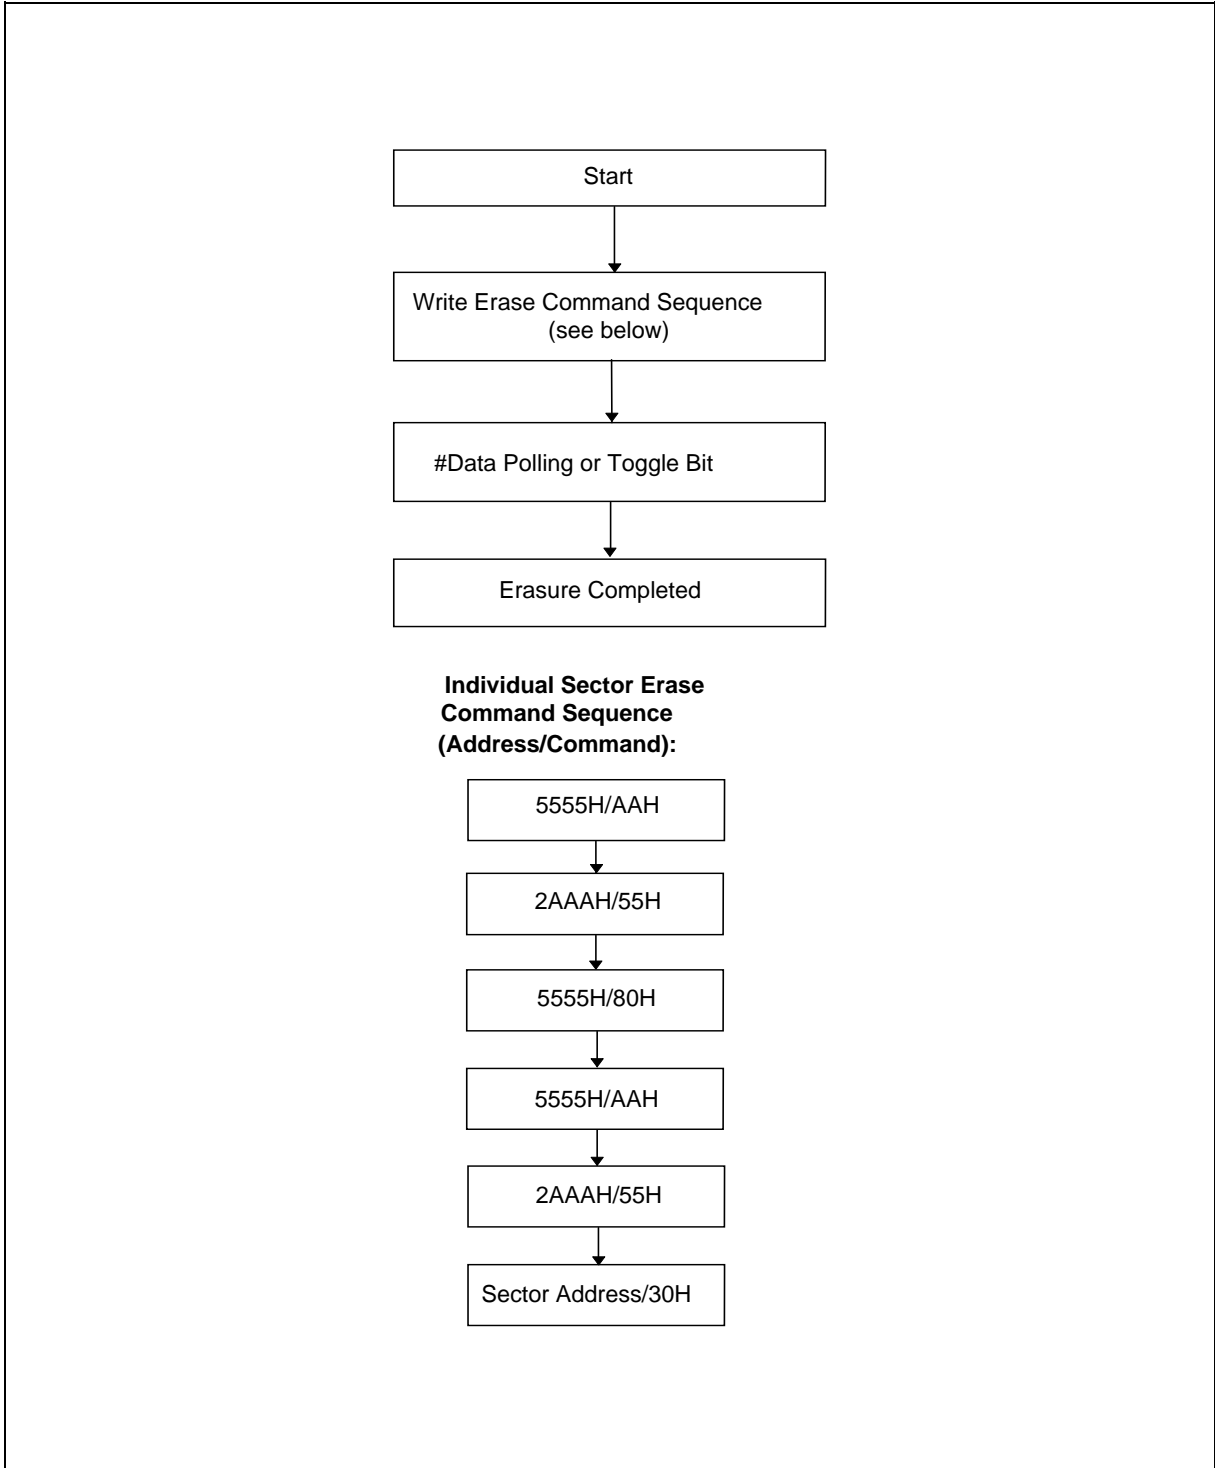 Start
Write Erase Command Sequence
(see below)
#Data Polling or Toggle Bit
Erasure Completed
Individual Sector Erase
Command Sequence
(Address/Command):
5555H/AAH
2AAAH/55H
5555H/80H
5555H/AAH
2AAAH/55H
Sector Address/30H